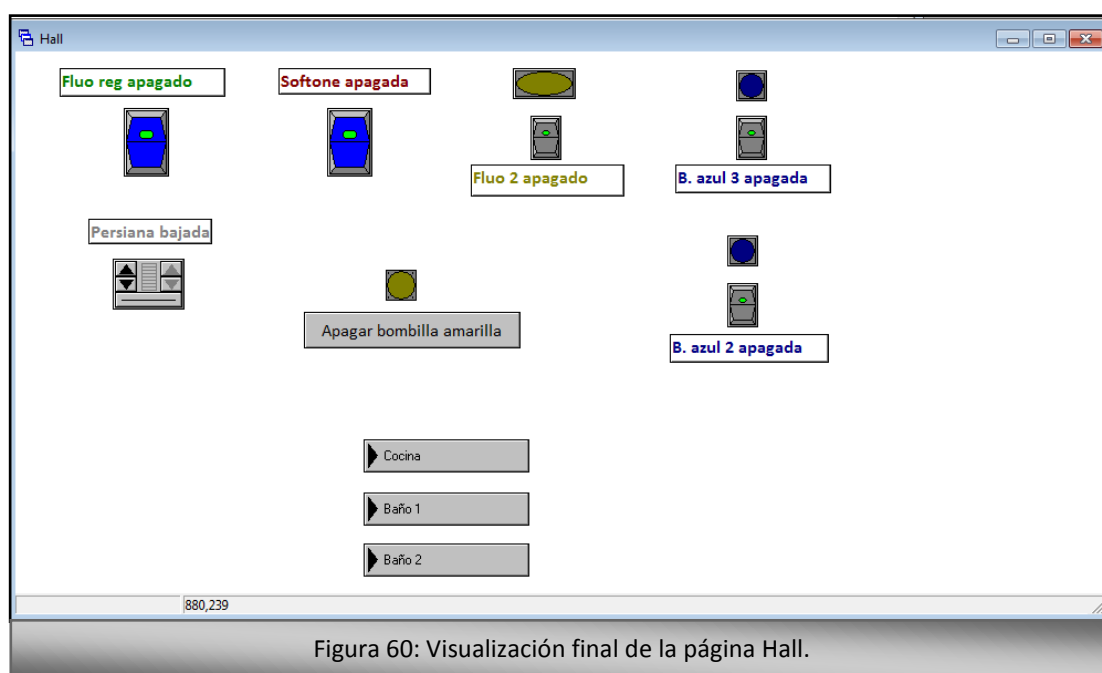 Hall
Fluo reg apagado
Softone apagada
Fluo 2 apagado
B. azul 3 apagada
Persiana bajada
Apagar bombilla amarilla
B. azul 2 apagada
Cocina
Baño 1
Baño 2
880,239
Figura 60: Visualización final de la página Hall.